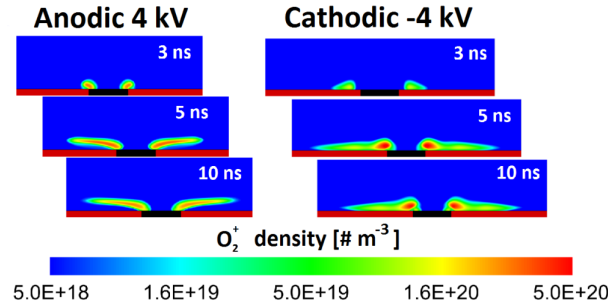 Anodic 4 kV Cathodic -4 kV
3 ns 3 ns
5 ns 5 ns
10 ns 10 ns
O₂⁺ density [# m⁻³]
5.0E+18 1.6E+19 5.0E+19 1.6E+20 5.0E+20